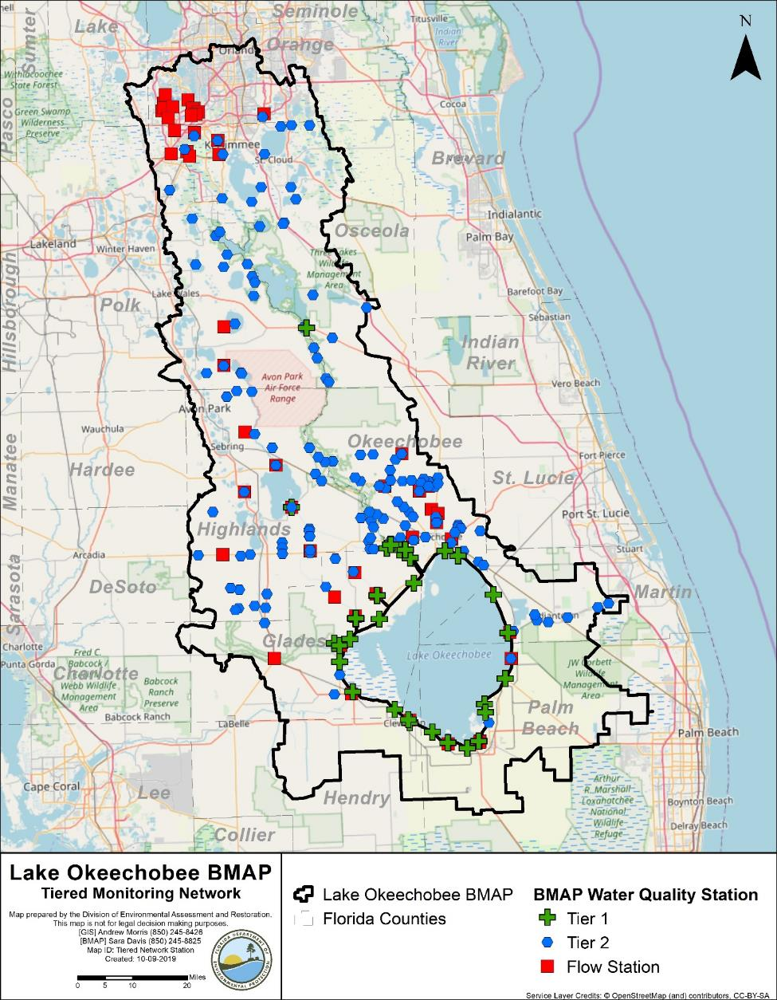 Seminole
Lake
Titusville
Sumter
Indian
River
Orange
Orlando
N
Withlacoochee
State Forest
Pasco
Cocoa
Green Swamp
Wilderness
Preserve
Kissimmee
St. Cloud
Brevard
Indialantic
Osceola
Palm Bay
Lakeland
Winter Haven
Three Lakes
Wildlife
Management
Area
Hillsborough
Lake Wales
Barefoot Bay
Polk
Sebastian
Indian
River
Avon Park
Air Force
Range
Vero Beach
Avon Park
Wauchula
Okeechobee
Sebring
Fort Pierce
Manatee
Hardee
St. Lucie
Port St. Lucie
Highlands
Stuart
Arcadia
Sarasota
DeSoto
Martin
Indiantown
Glades
Charlotte
Punta Gorda
Lake Okeechobee
Fred C.
Babcock /
Webb Wildlife
Management
Area
Charlotte
JW Corbett
Wildlife
Management
Area
Babcock
Ranch
Preserve
Babcock Ranch
Palm
Beach
LaBelle
Palm Beach
Cape Coral
Lee
Hendry
Arthur
R. Marshall
Loxahatchee
National
Wildlife
Refuge
Boynton Beach
Delray Beach
Collier
Lake Okeechobee BMAP
Tiered Monitoring Network
Map prepared by the Division of Environmental Assessment and Restoration.
This map is not for legal decision making purposes.
[GIS] Andrew Morris (850) 245-8426
[BMAP] Sara Davis (850) 245-8825
Map ID: Tiered Network Station
Created: 10-09-2019
Miles
0 5 10 20
FLORIDA DEPARTMENT OF
ENVIRONMENTAL PROTECTION
Lake Okeechobee BMAP
Florida Counties
BMAP Water Quality Station
Tier 1
Tier 2
Flow Station
Service Layer Credits: © OpenStreetMap (and) contributors, CC-BY-SA